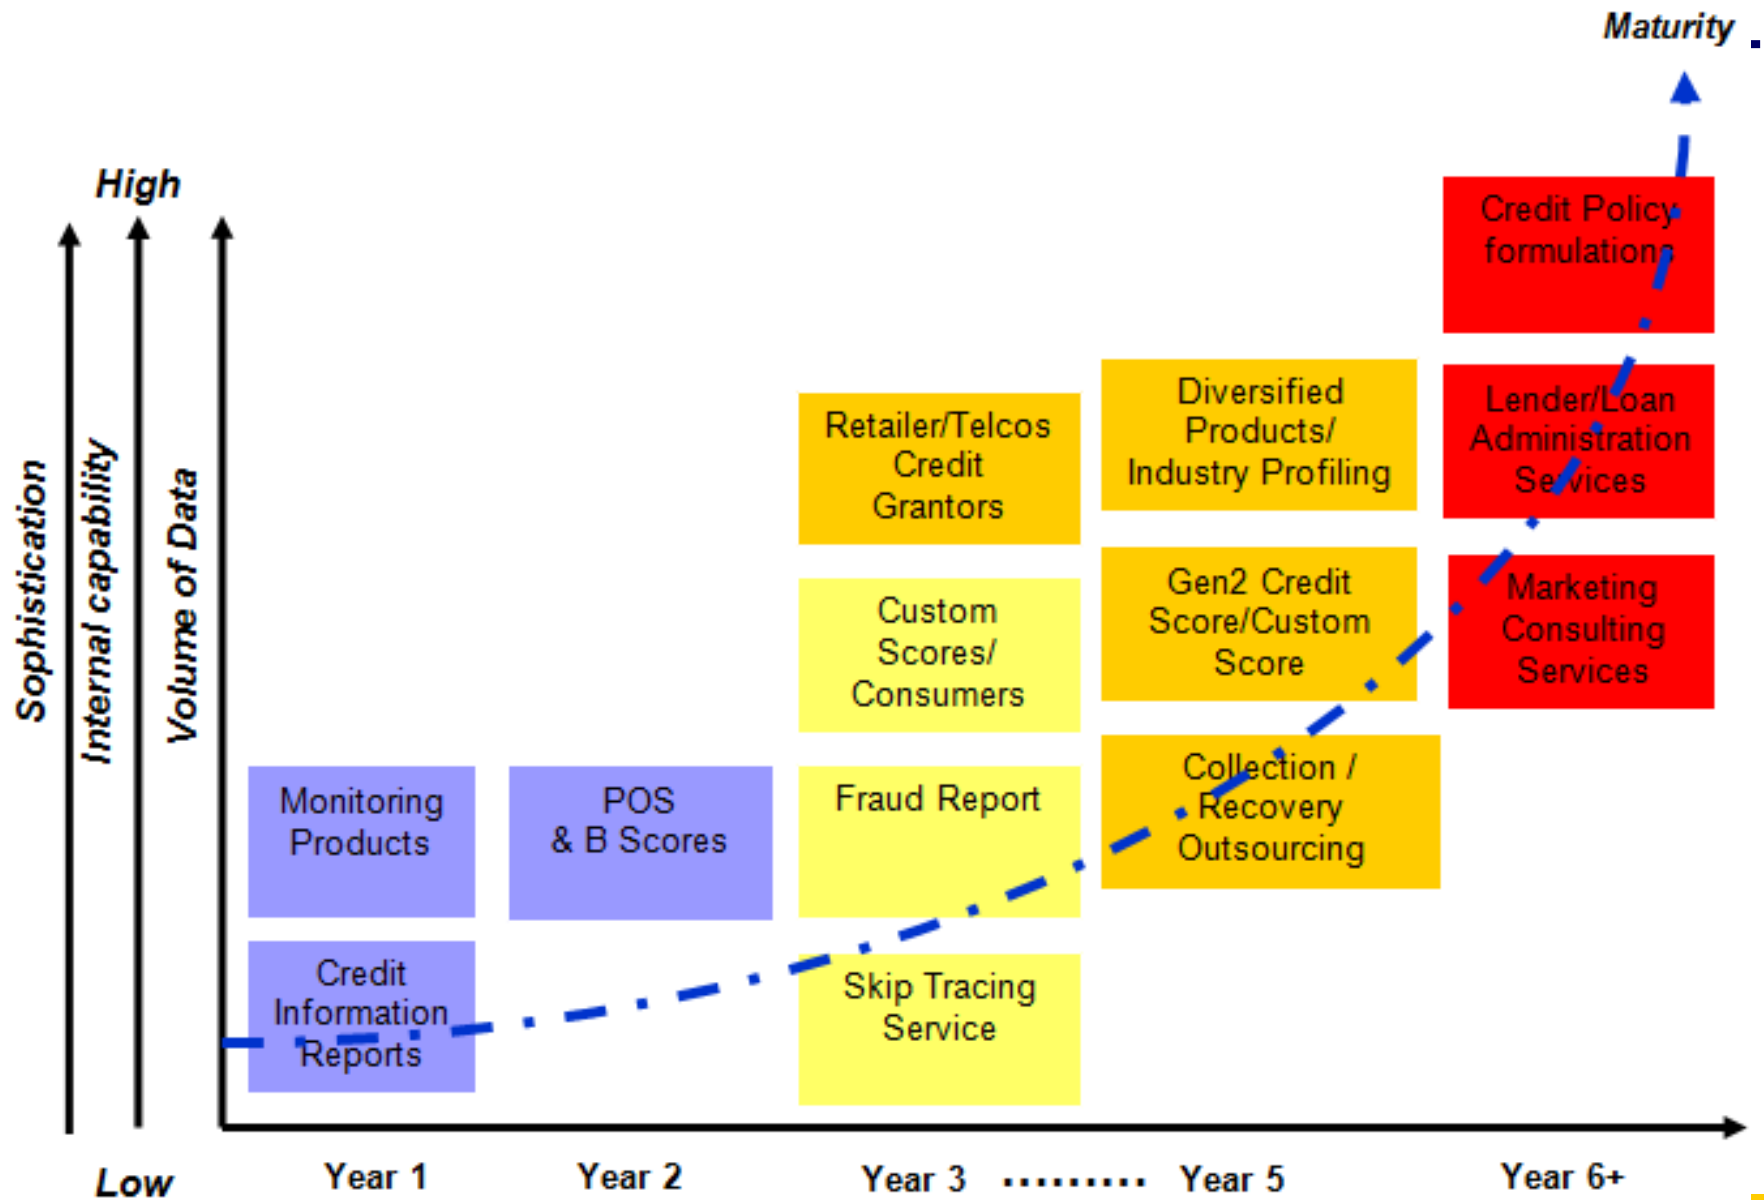 Maturity
High
Sophistication
Internal capability
Volume of Data
Credit Policy
formulations
Retailer/Telcos
Credit
Grantors
Diversified
Products/
Industry Profiling
Lender/Loan
Administration
Services
Custom
Scores/
Consumers
Gen2 Credit
Score/Custom
Score
Marketing
Consulting
Services
Monitoring
Products
POS
& B Scores
Fraud Report
Collection /
Recovery
Outsourcing
Credit
Information
Reports
Skip Tracing
Service
Low
Year 1
Year 2
Year 3 ......... Year 5
Year 6+